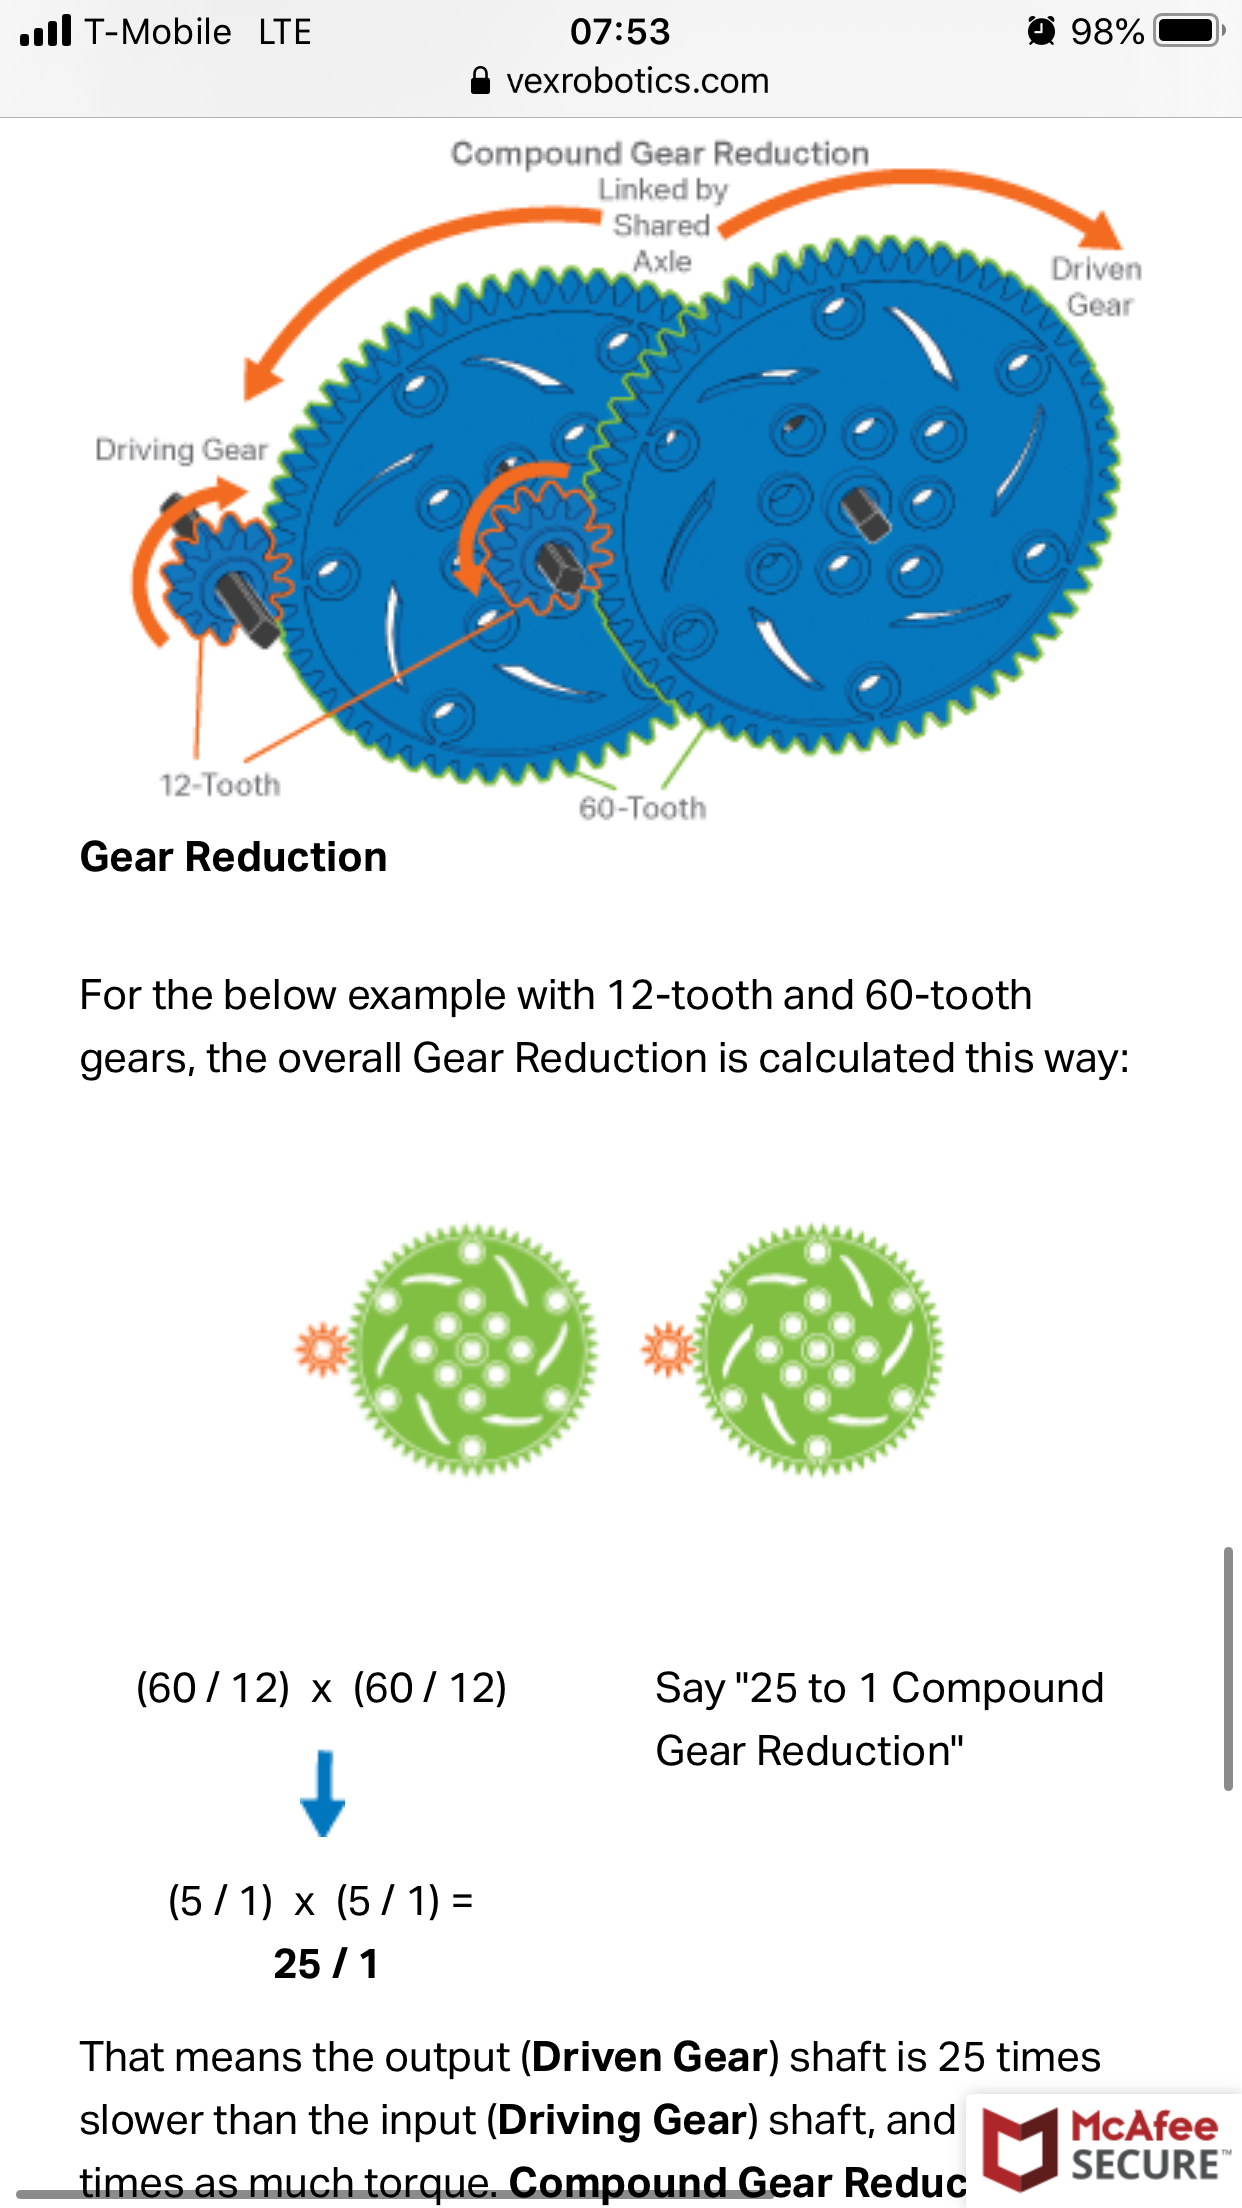 T-Mobile LTE 07:53 98%
vexrobotics.com
Compound Gear Reduction
Linked by
Shared
Axle
Driven
Gear
Driving Gear
12-Tooth
60-Tooth
Gear Reduction
For the below example with 12-tooth and 60-tooth
gears, the overall Gear Reduction is calculated this way:
(60 / 12) x (60 / 12)
Say "25 to 1 Compound
Gear Reduction"
(5 / 1) x (5 / 1) =
25 / 1
That means the output (Driven Gear) shaft is 25 times
slower than the input (Driving Gear) shaft, and
times as much torque. Compound Gear Reduc
McAfee
SECURE™